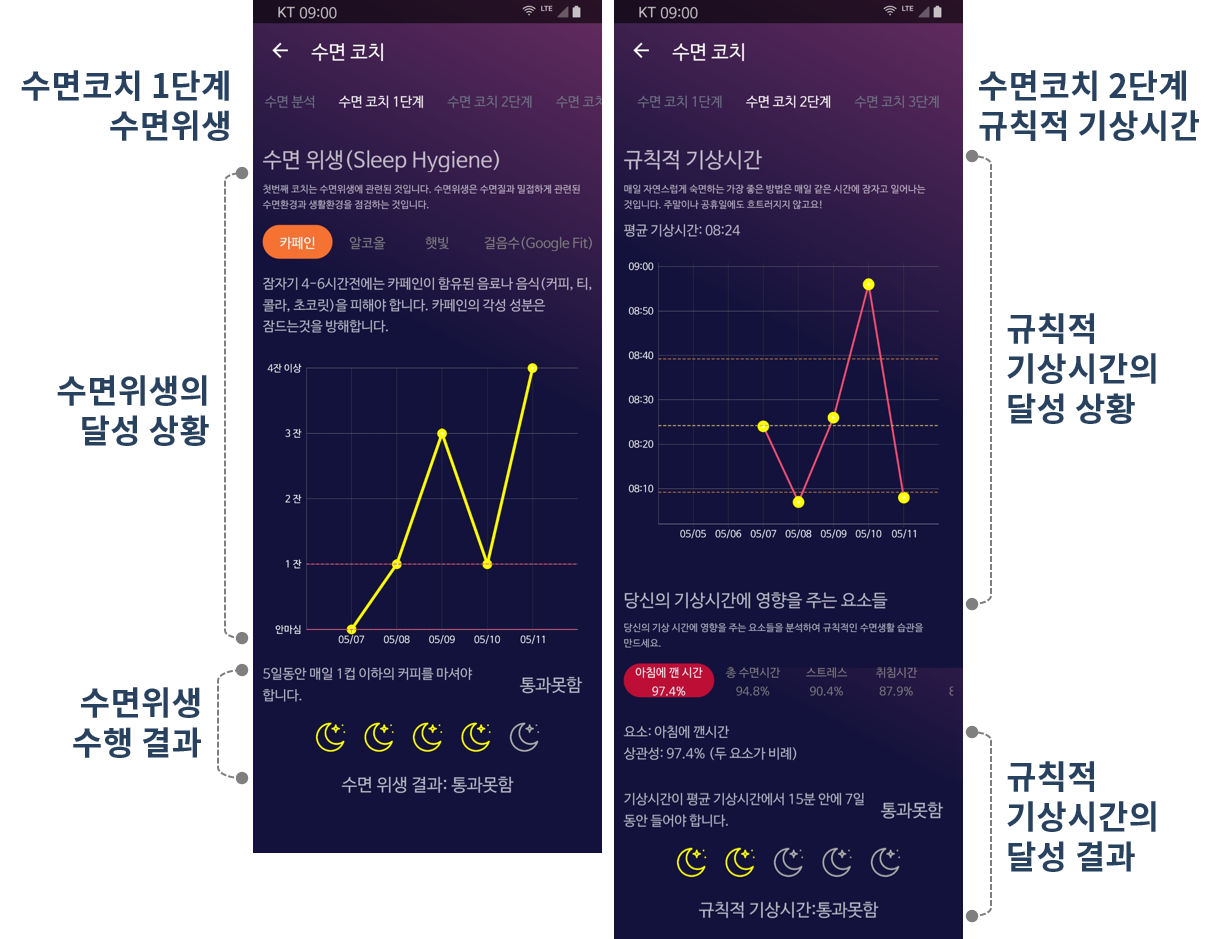 수면코치 1단계
수면위생
수면위생의
달성 상황
수면위생
수행 결과
KT 09:00
LTE
수면 코치
수면 분석
수면 코치 1단계
수면 코치 2단계
수면 코치
수면 위생(Sleep Hygiene)
첫번째 코치는 수면위생에 관련된 것입니다. 수면위생은 수면질과 밀접하게 관련된
수면환경과 생활환경을 점검하는 것입니다.
카페인
알코올
햇빛
걸음수(Google Fit)
잠자기 4-6시간전에는 카페인이 함유된 음료나 음식(커피, 티,
콜라, 초코릿)을 피해야 합니다. 카페인의 각성 성분은
잠드는것을 방해합니다.
4잔 이상
3 잔
2 잔
1 잔
안마심
05/07
05/08
05/09
05/10
05/11
5일동안 매일 1컵 이하의 커피를 마셔야
합니다.
통과못함
수면 위생 결과: 통과못함
KT 09:00
LTE
수면 코치
수면 코치 1단계
수면 코치 2단계
수면 코치 3단계
규칙적 기상시간
매일 자연스럽게 숙면하는 가장 좋은 방법은 매일 같은 시간에 잠자고 일어나는
것입니다. 주말이나 공휴일에도 흐트러지지 않고요!
평균 기상시간: 08:24
09:00
08:50
08:40
08:30
08:20
08:10
05/05
05/06
05/07
05/08
05/09
05/10
05/11
당신의 기상시간에 영향을 주는 요소들
당신의 기상 시간에 영향을 주는 요소들을 분석하여 규칙적인 수면생활 습관을
만드세요.
아침에 깬 시간
97.4%
총 수면시간
94.8%
스트레스
90.4%
취침시간
87.9%
8
요소: 아침에 깬시간
상관성: 97.4% (두 요소가 비례)
기상시간이 평균 기상시간에서 15분 안에 7일
동안 들어야 합니다.
통과못함
규칙적 기상시간:통과못함
수면코치 2단계
규칙적 기상시간
규칙적
기상시간의
달성 상황
규칙적
기상시간의
달성 결과